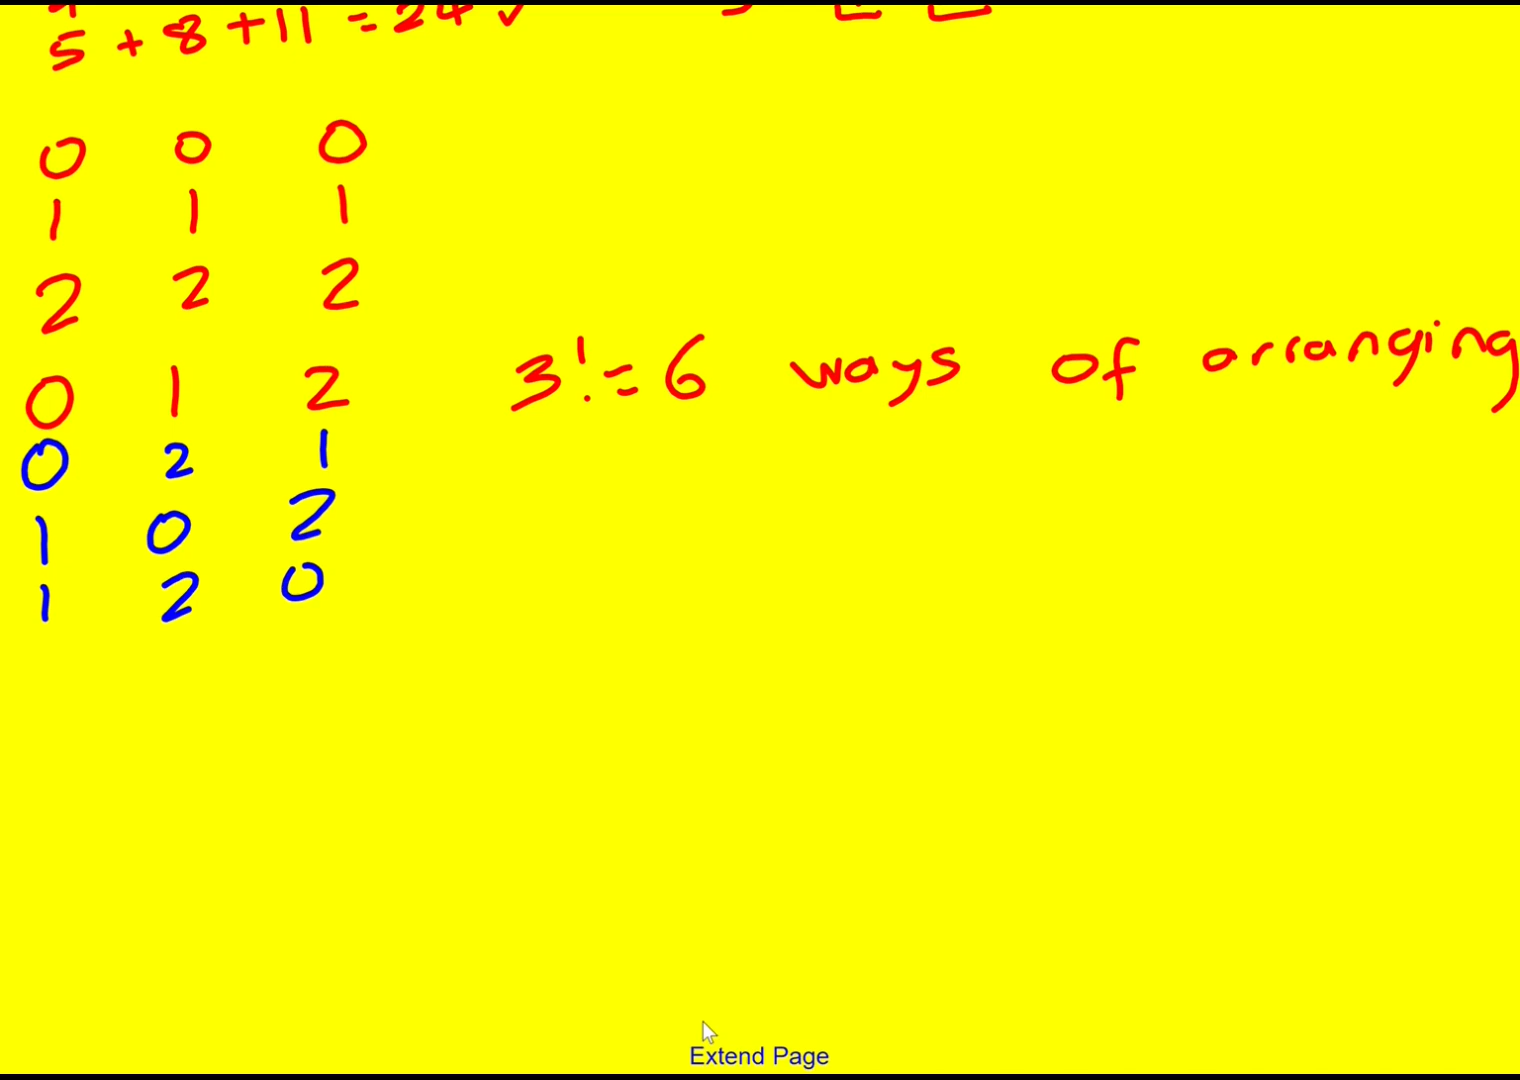 5 + 8 + 11 = 24 ✓
0 0 0
1 1 1
2 2 2
0 1 2 3! = 6 ways of arranging
0 2 1
1 0 2
1 2 0
Extend Page